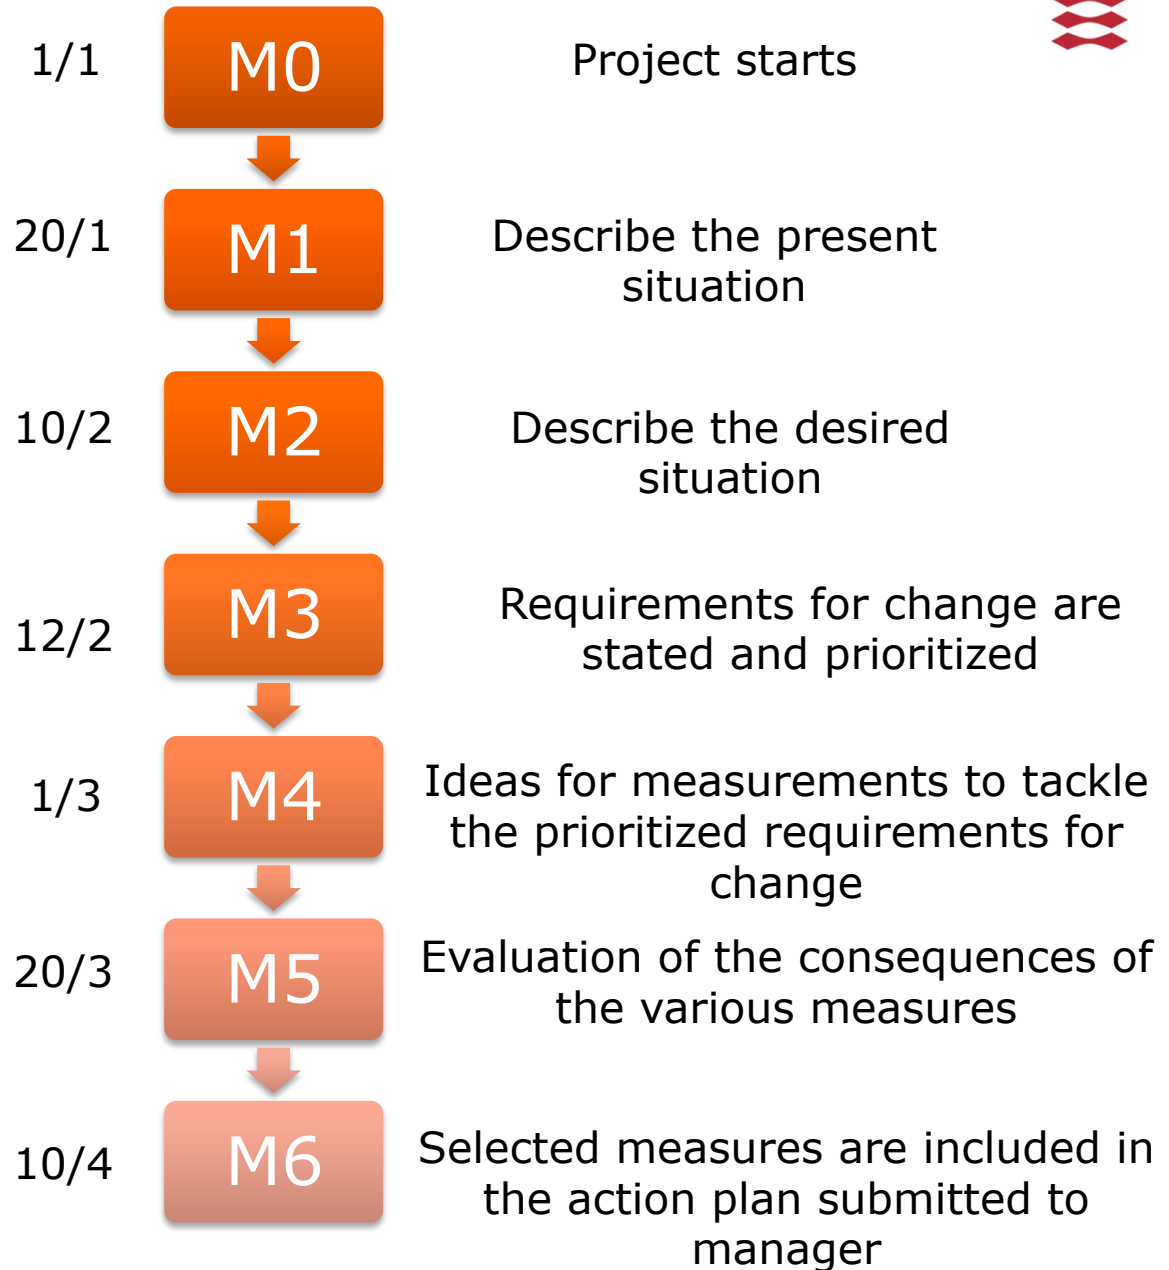 1/1
M0
Project starts
20/1
M1
Describe the present
situation
10/2
M2
Describe the desired
situation
12/2
M3
Requirements for change are
stated and prioritized
1/3
M4
Ideas for measurements to tackle
the prioritized requirements for
change
20/3
M5
Evaluation of the consequences of
the various measures
10/4
M6
Selected measures are included in
the action plan submitted to
manager